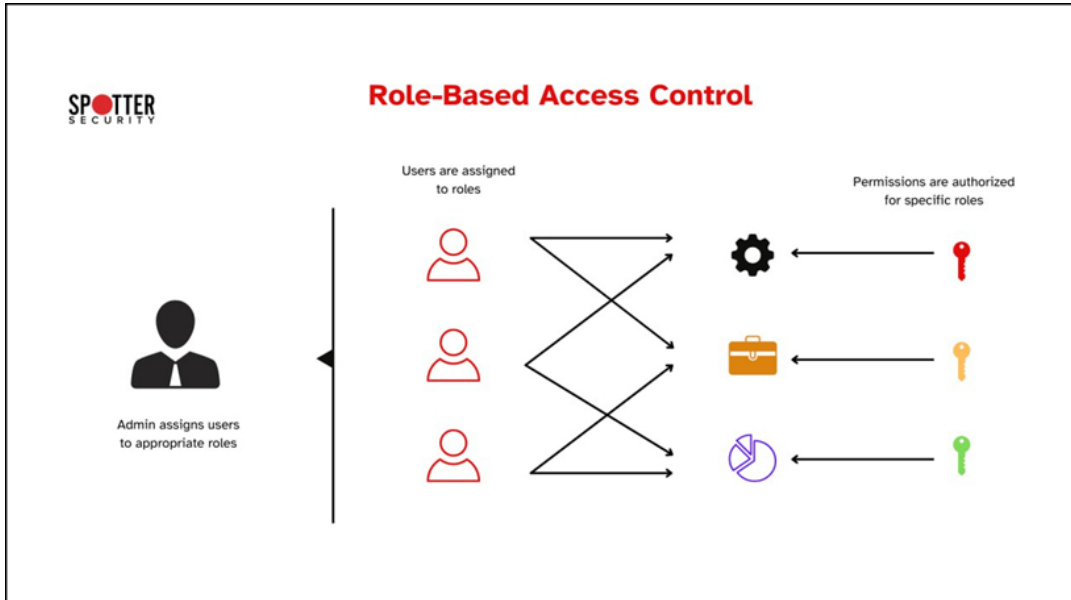 SPOTTER
SECURITY
Role-Based Access Control
Users are assigned
to roles
Permissions are authorized
for specific roles
Admin assigns users
to appropriate roles